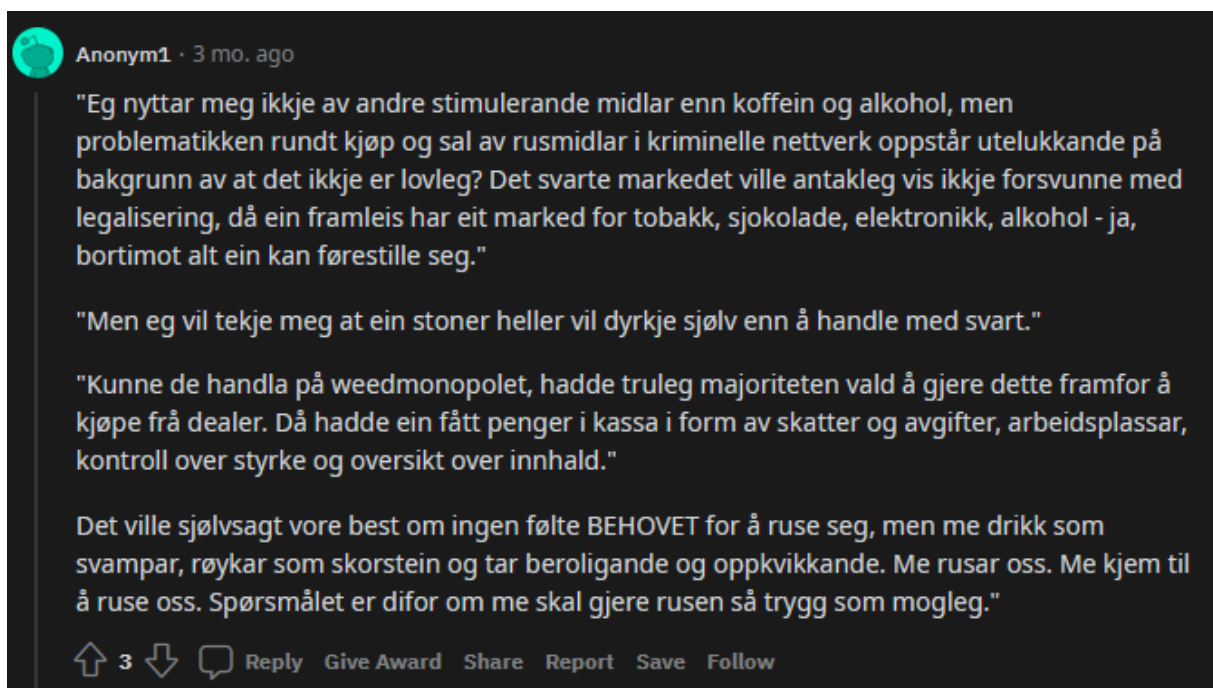 Anonym1 · 3 mo. ago
"Eg nyttar meg ikkje av andre stimulerande midlar enn koffein og alkohol, men
problematikken rundt kjøp og sal av rusmidlar i kriminelle nettverk oppstår utelukkande på
bakgrunn av at det ikkje er lovleg? Det svarte markedet ville antakleg vis ikkje forsvunne med
legalisering, då ein framleis har eit marked for tobakk, sjokolade, elektronikk, alkohol - ja,
bortimot alt ein kan førestille seg."
"Men eg vil tekje meg at ein stoner heller vil dyrkje sjølv enn å handle med svart."
"Kunne de handla på weedmonopolet, hadde truleg majoriteten vald å gjere dette framfor å
kjøpe frå dealer. Då hadde ein fått penger i kassa i form av skatter og avgifter, arbeidsplassar,
kontroll over styrke og oversikt over innhald."
Det ville sjølvsagt vore best om ingen følte BEHOVET for å ruse seg, men me drikk som
svampar, røykar som skorstein og tar beroligande og oppkvikkande. Me rusar oss. Me kjem til
å ruse oss. Spørsmålet er difor om me skal gjere rusen så trygg som mogleg."
3 Reply Give Award Share Report Save Follow